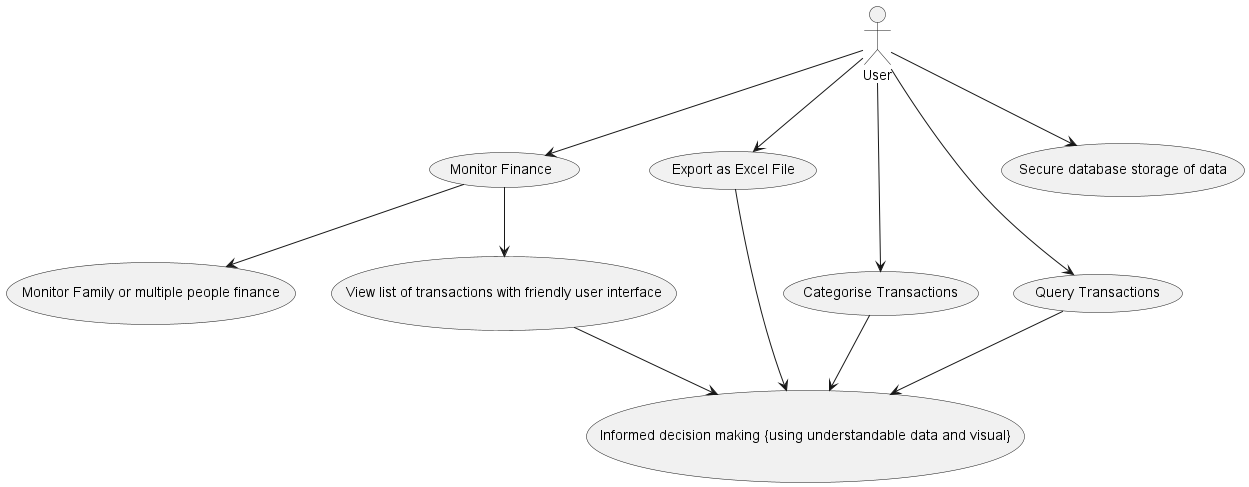 User
Monitor Finance
Export as Excel File
Secure database storage of data
Monitor Family or multiple people finance
View list of transactions with friendly user interface
Categorise Transactions
Query Transactions
Informed decision making {using understandable data and visual}